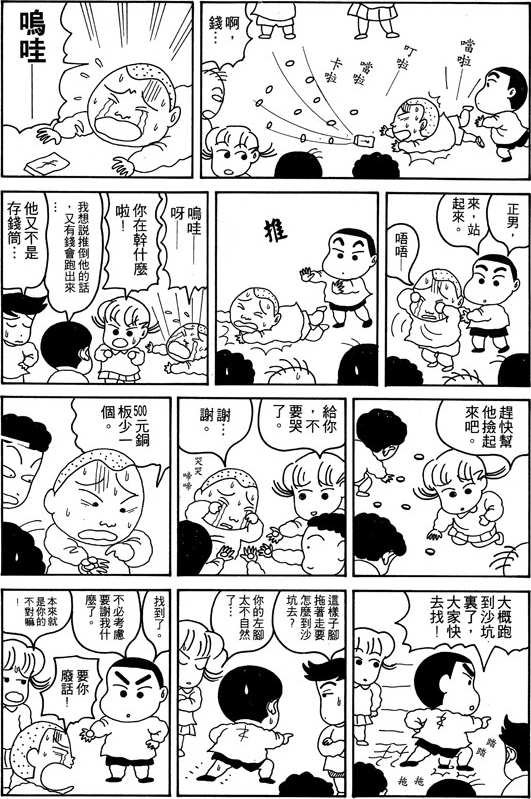 啊，
錢…
噹啦
叮啦
噹啦
卡啦
嗚哇——
正男，
來，站
起來。
唔唔——
推
嗚哇——
呀
你在幹什麼
啦！
我想說推倒他的話
，又有錢會跑出來
…
他又不是
存錢筒…
趕快幫
他撿起
來吧。
給你
，不
要哭
了。
謝…
謝。
哭哭
500元銅
板少一
個。
大概跑
到沙坑
裏了，
大家快
去找！
拖
拖
這樣子腳
拖著走要
怎麼到沙
坑去？
你的左腳
太不自然
了…
找到了。
不必考慮
要謝我什
麼了。
要你
廢話！
本來就
是你的
不對嘛
！